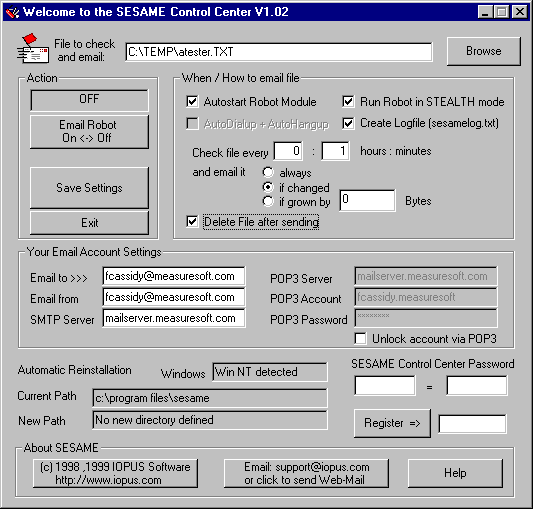 Welcome to the SESAME Control Center V1.02
File to check
and email:
C:\TEMP\atester.TXT
Browse
Action
OFF
Email Robot
On <-> Off
Save Settings
Exit
When / How to email file
Autostart Robot Module
Run Robot in STEALTH mode
AutoDialup + AutoHangup
Create Logfile (sesamelog.txt)
Check file every 0 : 1 hours : minutes
and email it
always
if changed
if grown by 0 Bytes
Delete File after sending
Your Email Account Settings
Email to >>> fcassidy@measuresoft.com
Email from fcassidy@measuresoft.com
SMTP Server mailserver.measuresoft.com
POP3 Server mailserver.measuresoft.com
POP3 Account fcassidy.measuresoft
POP3 Password ********
Unlock account via POP3
Automatic Reinstallation Windows Win NT detected
Current Path c:\program files\sesame
New Path No new directory defined
SESAME Control Center Password
=
Register =>
About SESAME
(c) 1998 ,1999 IOPUS Software
http://www.iopus.com
Email: support@iopus.com
or click to send Web-Mail
Help